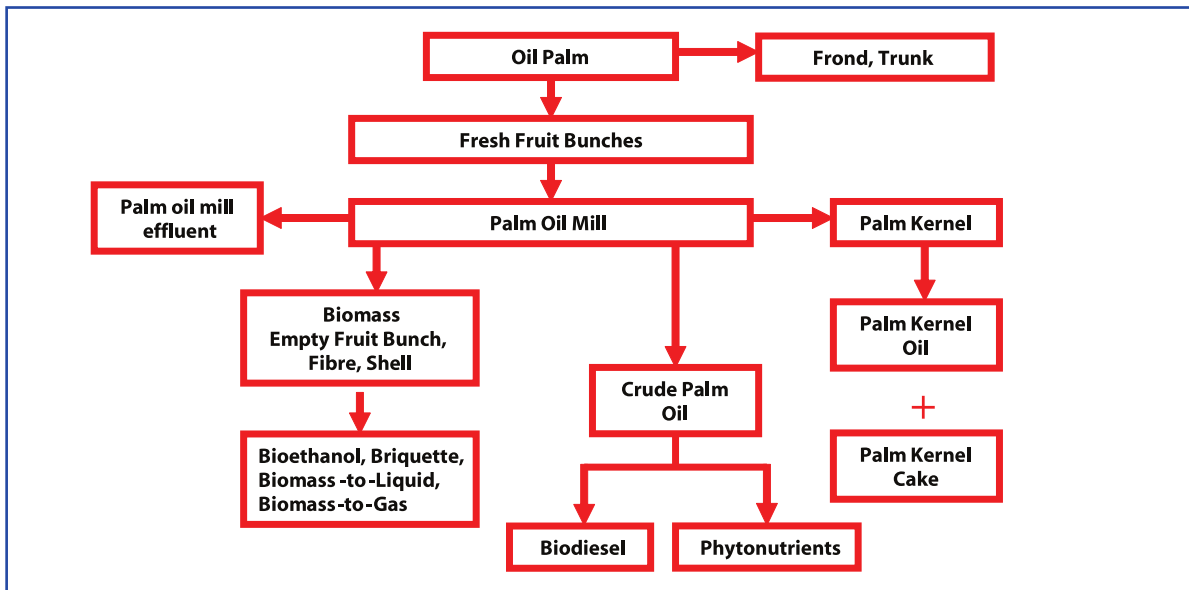 Oil Palm
Frond, Trunk
Fresh Fruit Bunches
Palm oil mill
effluent
Palm Oil Mill
Palm Kernel
Biomass
Empty Fruit Bunch,
Fibre, Shell
Palm Kernel
Oil
Crude Palm
Oil
+
Bioethanol, Briquette,
Biomass-to-Liquid,
Biomass-to-Gas
Palm Kernel
Cake
Biodiesel
Phytonutrients